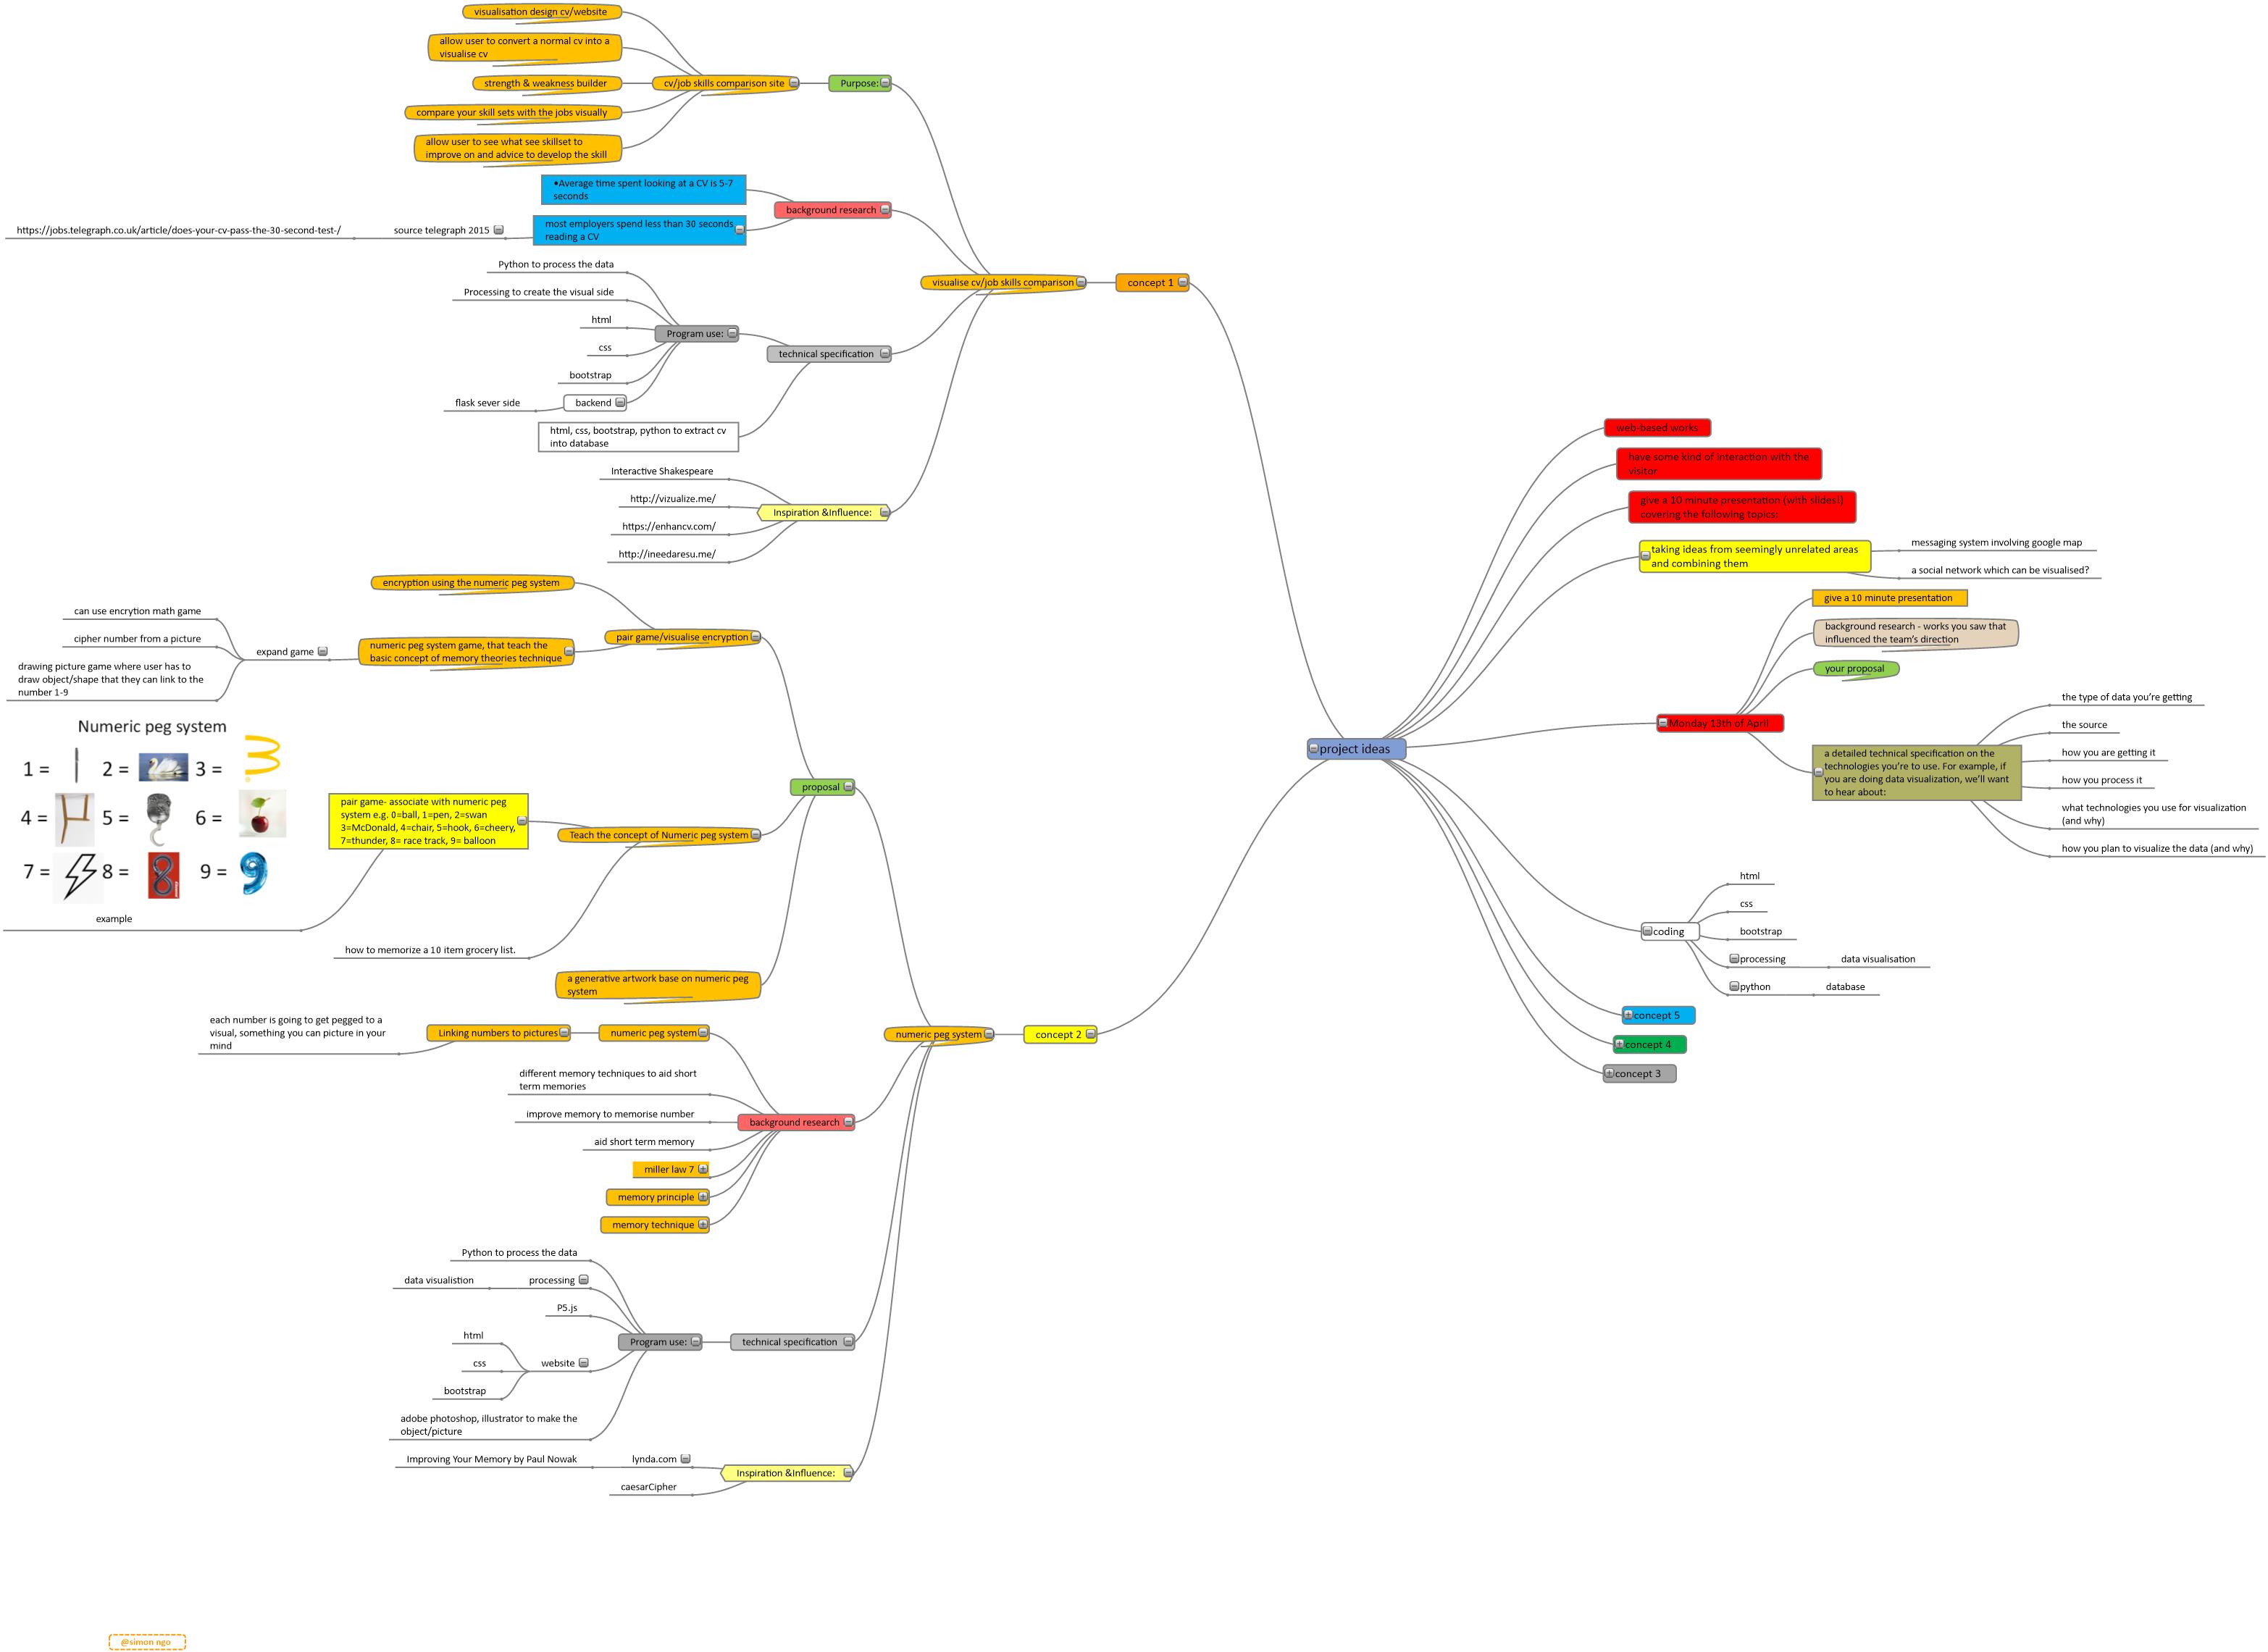 visualisation design cv/website
allow user to convert a normal cv into a
visualise cv
strength & weakness builder
compare your skill sets with the jobs visually
allow user to see what see skillset to
improve on and advice to develop the skill
cv/job skills comparison site
Purpose:
•Average time spent looking at a CV is 5-7
seconds
most employers spend less than 30 seconds
reading a CV
background research
source telegraph 2015
https://jobs.telegraph.co.uk/article/does-your-cv-pass-the-30-second-test-/
Python to process the data
Processing to create the visual side
html
css
bootstrap
backend
flask sever side
Program use:
technical specification
html, css, bootstrap, python to extract cv
into database
Interactive Shakespeare
http://vizualize.me/
https://enhancv.com/
http://ineedaresu.me/
Inspiration &Influence:
visualise cv/job skills comparison
concept 1
encryption using the numeric peg system
can use encrytion math game
cipher number from a picture
drawing picture game where user has to
draw object/shape that they can link to the
number 1-9
expand game
numeric peg system game, that teach the
basic concept of memory theories technique
pair game/visualise encryption
proposal
Numeric peg system
1 =
2 =
3 =
4 =
5 =
6 =
7 =
8 =
9 =
example
pair game- associate with numeric peg
system e.g. 0=ball, 1=pen, 2=swan
3=McDonald, 4=chair, 5=hook, 6=cheery,
7=thunder, 8= race track, 9= balloon
Teach the concept of Numeric peg system
how to memorize a 10 item grocery list.
a generative artwork base on numeric peg
system
each number is going to get pegged to a
visual, something you can picture in your
mind
Linking numbers to pictures
numeric peg system
different memory techniques to aid short
term memories
improve memory to memorise number
aid short term memory
miller law 7
memory principle
memory technique
background research
numeric peg system
concept 2
Python to process the data
data visualistion
processing
P5.js
html
css
bootstrap
website
adobe photoshop, illustrator to make the
object/picture
Program use:
technical specification
Improving Your Memory by Paul Nowak
lynda.com
caesarCipher
Inspiration &Influence:
project ideas
web-based works
have some kind of interaction with the
visitor
give a 10 minute presentation (with slides!)
covering the following topics:
taking ideas from seemingly unrelated areas
and combining them
messaging system involving google map
a social network which can be visualised?
Monday 13th of April
give a 10 minute presentation
background research - works you saw that
influenced the team's direction
your proposal
a detailed technical specification on the
technologies you're to use. For example, if
you are doing data visualization, we'll want
to hear about:
the type of data you're getting
the source
how you are getting it
how you process it
what technologies you use for visualization
(and why)
how you plan to visualize the data (and why)
coding
html
css
bootstrap
processing
data visualisation
python
database
concept 5
concept 4
concept 3
@simon ngo